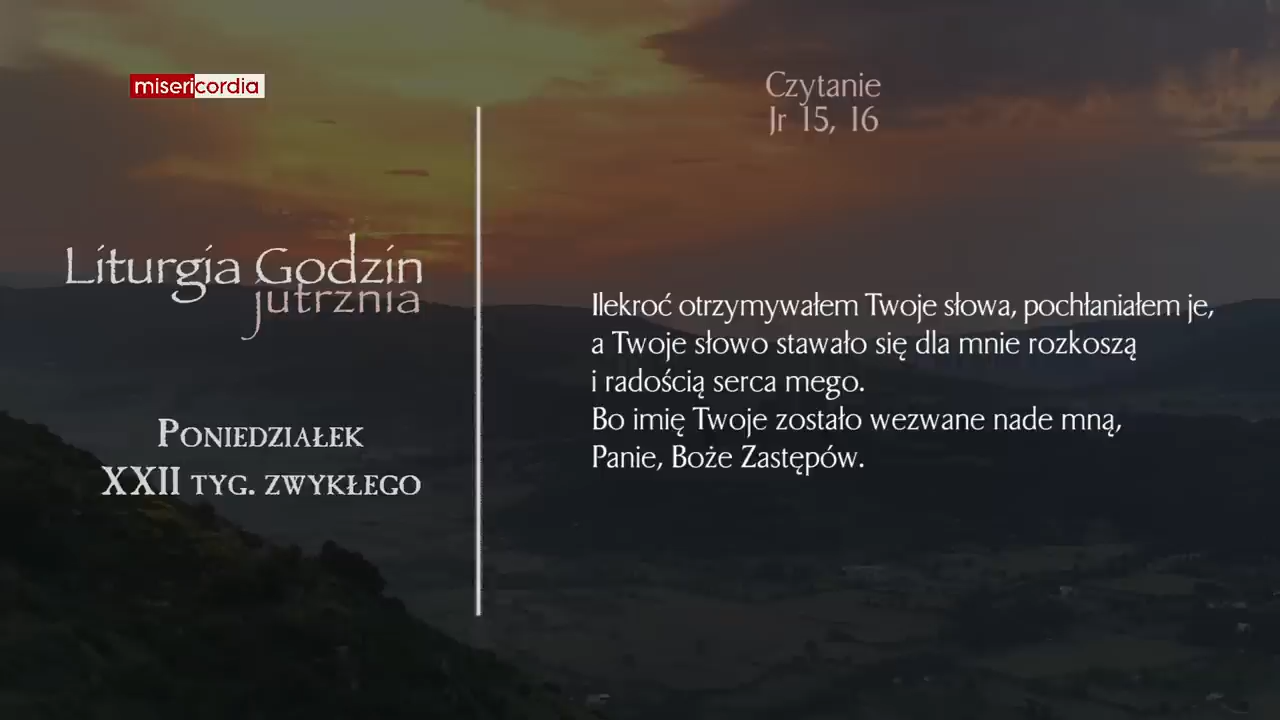 misericordia
Czytanie
Jr 15, 16
Liturgia Godzin
jutrznia
Poniedziałek
XXII tyg. zwykłego
Ilekroć otrzymywałem Twoje słowa, pochłaniałem je,
a Twoje słowo stawało się dla mnie rozkoszą
i radością serca mego.
Bo imię Twoje zostało wezwane nade mną,
Panie, Boże Zastępów.